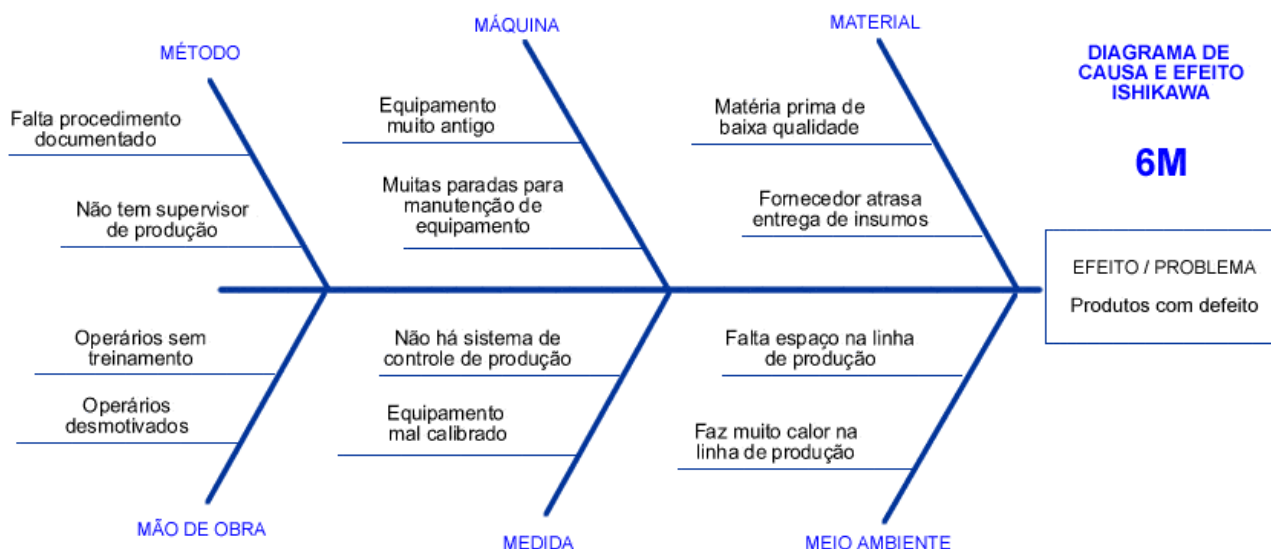 MÉTODO
Falta procedimento
documentado
Não tem supervisor
de produção
MÁQUINA
Equipamento
muito antigo
Muitas paradas para
manutenção de
equipamento
MATERIAL
Matéria prima de
baixa qualidade
Fornecedor atrasa
entrega de insumos
DIAGRAMA DE
CAUSA E EFEITO
ISHIKAWA
6M
EFEITO / PROBLEMA
Produtos com defeito
Operários sem
treinamento
Operários
desmotivados
MÃO DE OBRA
Não há sistema de
controle de produção
Equipamento
mal calibrado
MEDIDA
Falta espaço na linha
de produção
Faz muito calor na
linha de produção
MEIO AMBIENTE